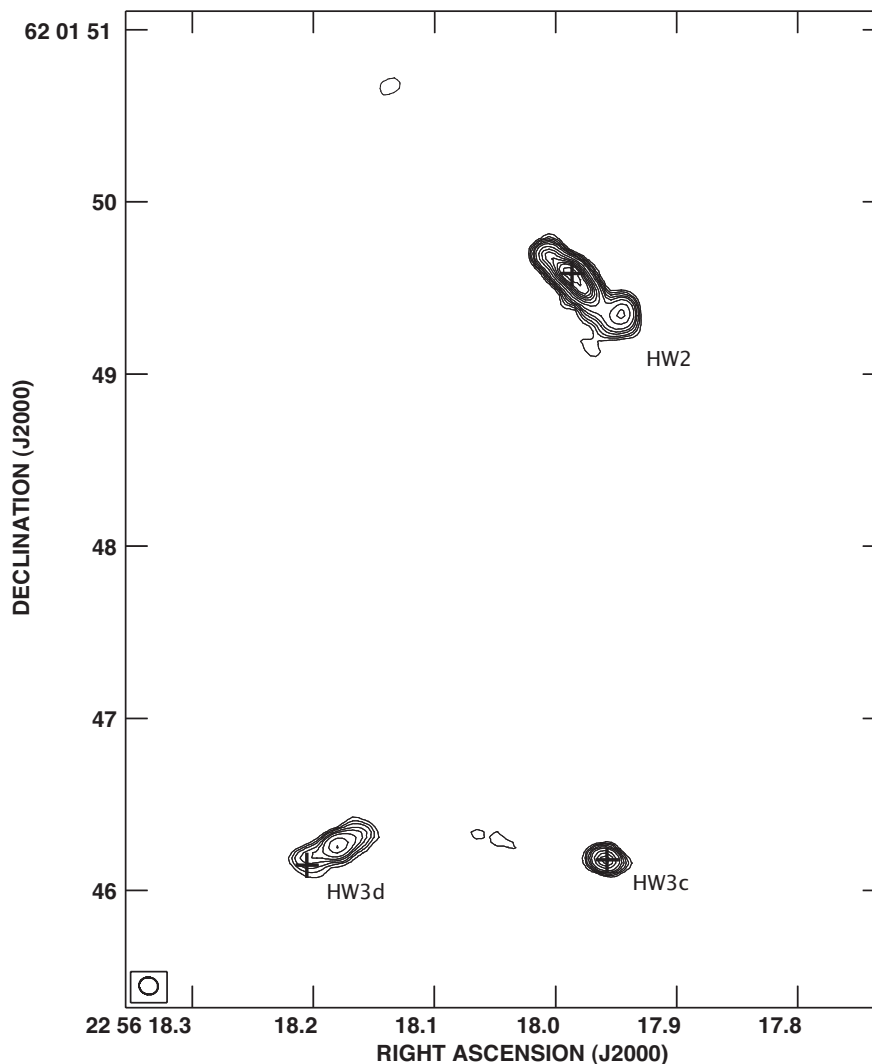 62 01 51
50
HW2
49
DECLINATION (J2000)
48
47
HW3d
HW3c
46
22 56 18.3 18.2 18.1 18.0 17.9 17.8
RIGHT ASCENSION (J2000)